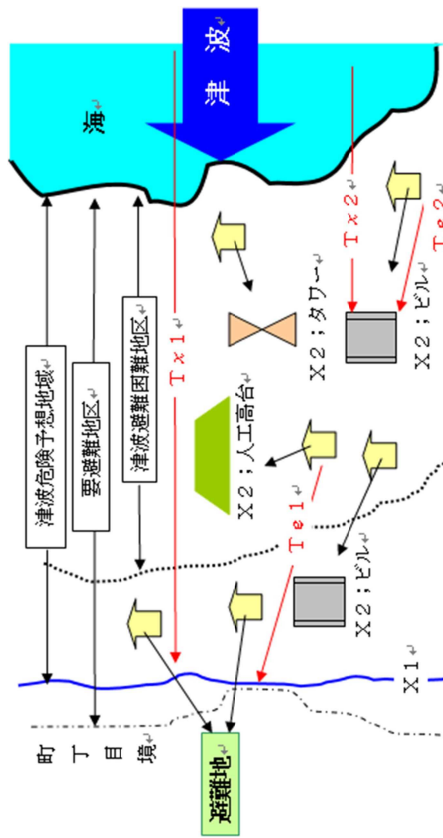 海
津波
津波危険予想地域
要避難地区
津波避難困難地区
Tx1
Tx2
Te2
X2；タワー
X2；ビル
X2；人工高台
Te1
X2；ビル
X1
町丁目境
避難地